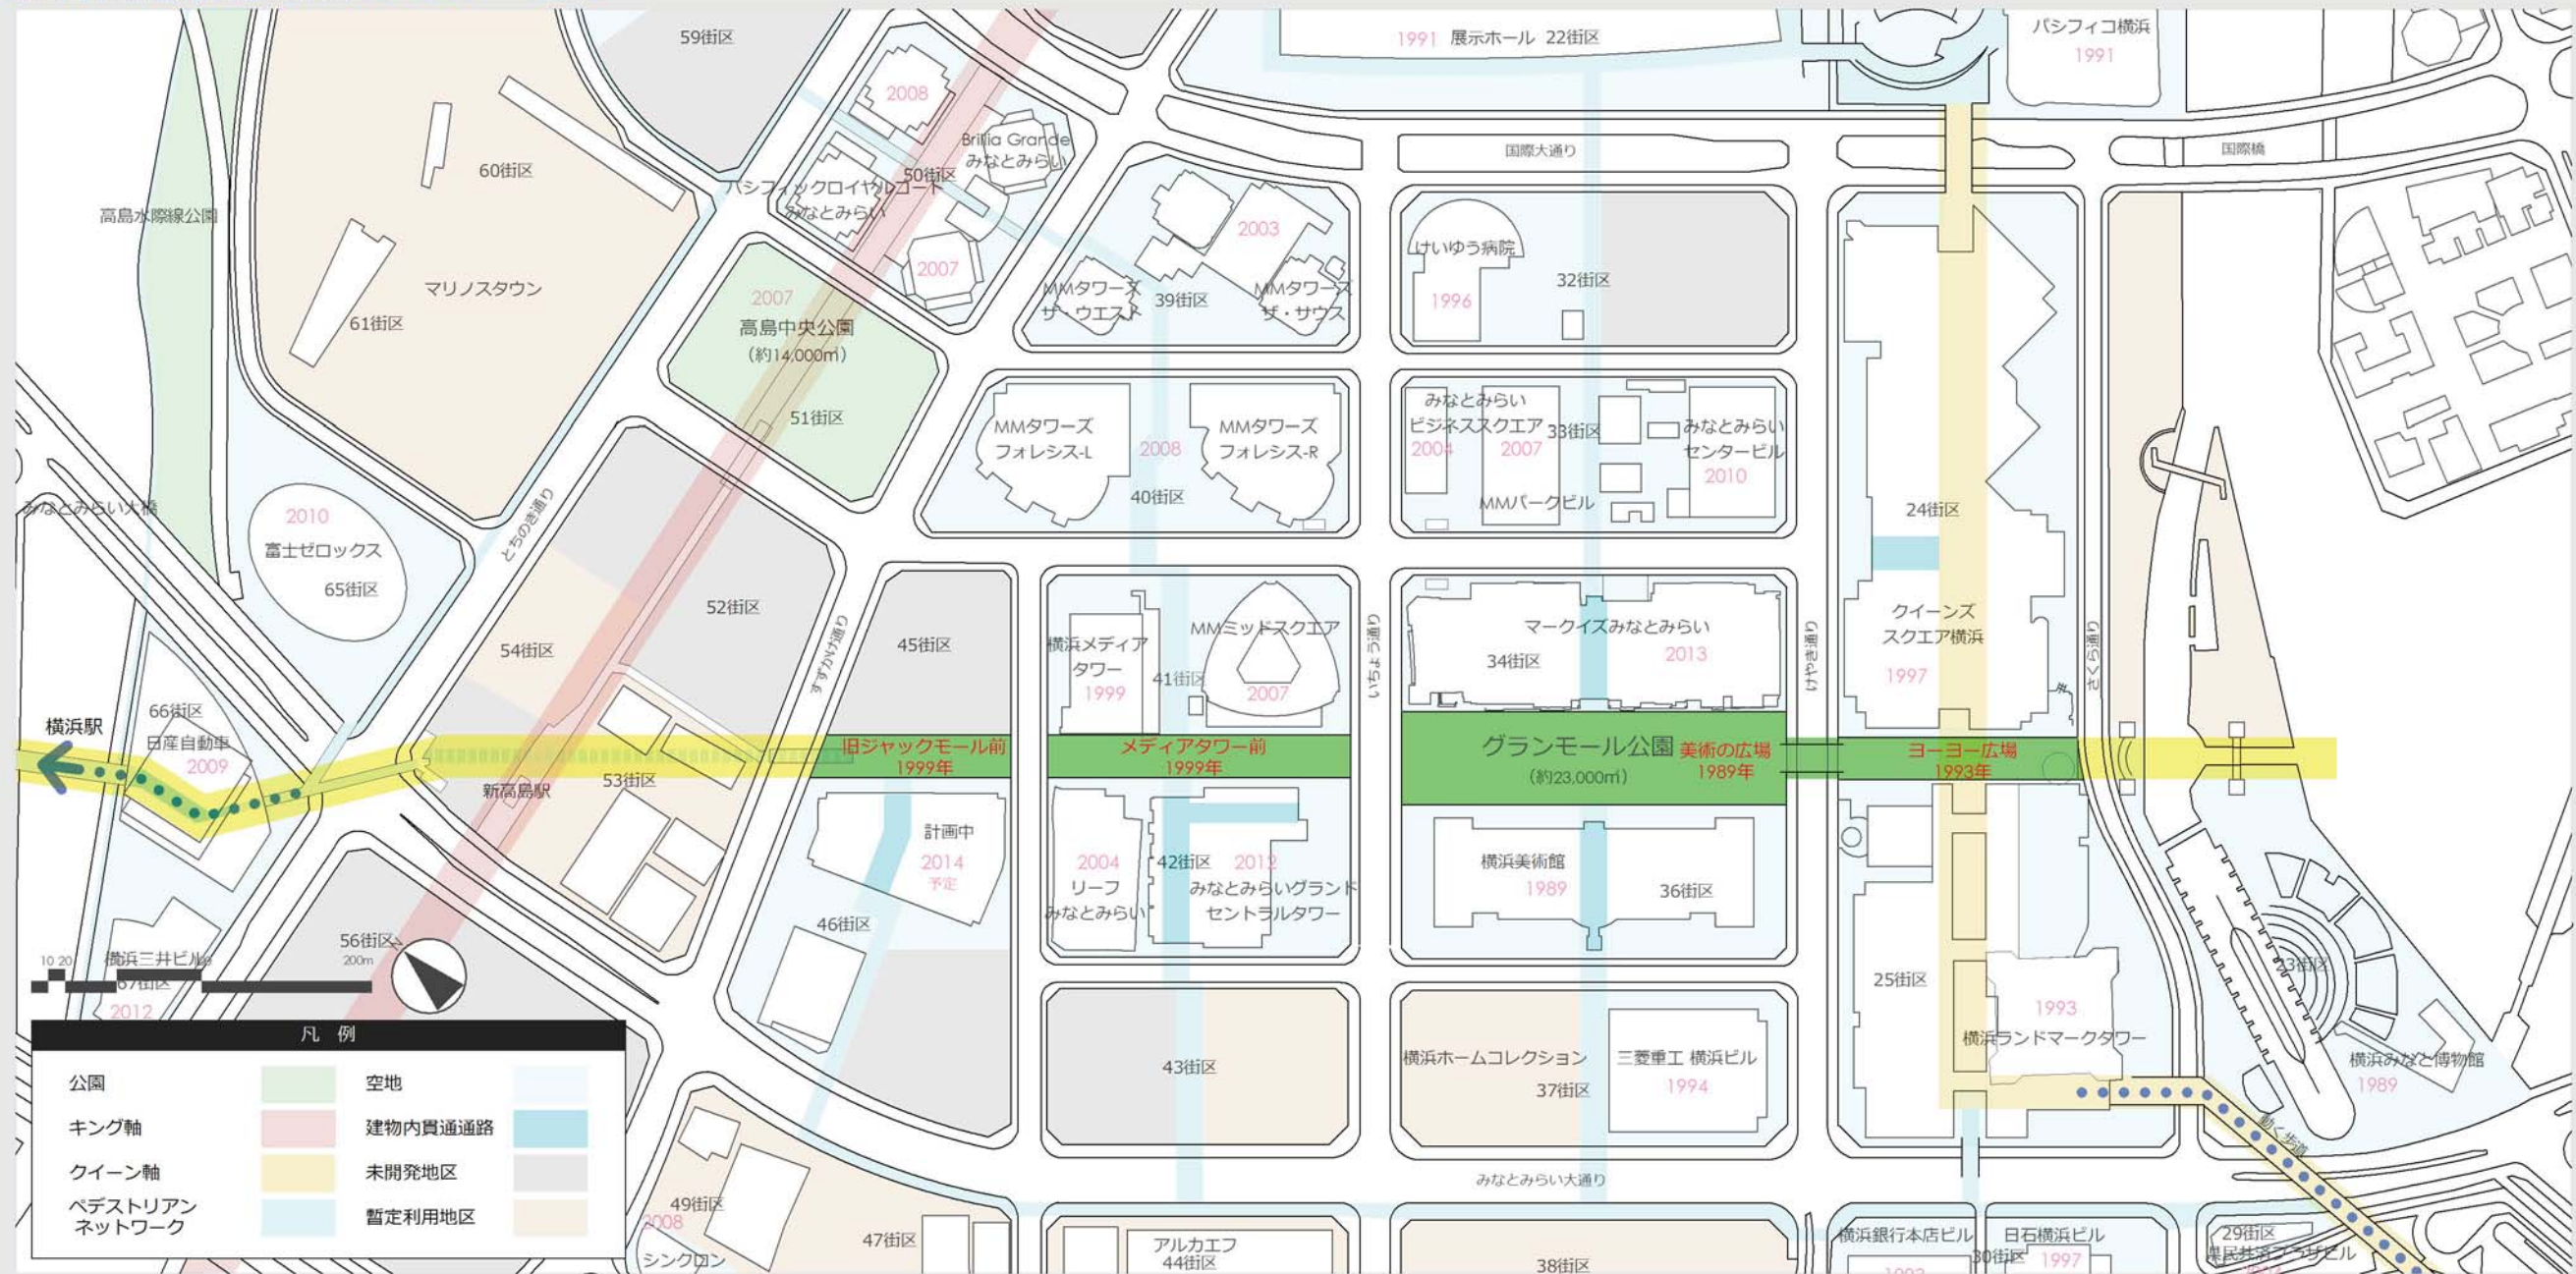 59街区
1991 展示ホール 22街区
パシフィコ横浜
1991
2008
Brillia Grande
みなとみらい
50街区
パシフィックロイヤルコート
みなとみらい
2007
60街区
高島水際線公園
マリノスタウン
61街区
国際大通り
国際橋
2003
MMタワーズ
ザ・ウエスト
39街区
MMタワーズ
ザ・サウス
けいゆう病院
1996
32街区
2007
高島中央公園
(約14,000㎡)
51街区
MMタワーズ
フォレシス-L
2008
MMタワーズ
フォレシス-R
40街区
みなとみらい
ビジネススクエア
2004
2007
33街区
みなとみらい
センタービル
2010
MMパークビル
24街区
みなとみらい大橋
2010
富士ゼロックス
65街区
とちのき通り
52街区
54街区
すずかけ通り
45街区
横浜メディア
タワー
1999
MMミッドスクエア
41街区
2007
いちょう通り
マークイズみなとみらい
34街区
2013
けやき通り
クイーンズ
スクエア横浜
1997
さくら通り
66街区
横浜駅
日産自動車
2009
新高島駅
53街区
旧ジャックモール前
1999年
メディアタワー前
1999年
グランモール公園
(約23,000㎡)
美術の広場
1989年
ヨーヨー広場
1993年
計画中
2014
予定
46街区
2004
リーフ
みなとみらい
42街区
2012
みなとみらいグランド
セントラルタワー
横浜美術館
1989
36街区
56街区
10 20
200m
横浜三井ビル
67街区
2012
25街区
1993
横浜ランドマークタワー
23街区
横浜みなと博物館
1989
動く歩道
43街区
横浜ホームコレクション
37街区
三菱重工 横浜ビル
1994
みなとみらい大通り
凡 例
公園
空地
キング軸
建物内貫通通路
クイーン軸
未開発地区
ペデストリアン
ネットワーク
暫定利用地区
49街区
2008
シンクロン
47街区
アルカエフ
44街区
38街区
横浜銀行本店ビル
30街区
日石横浜ビル
1997
29街区
県民共済プラザビル